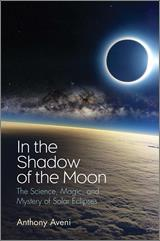 In the
Shadow
of the Moon
The Science, Magic, and
Mystery of Solar Eclipses
Anthony Aveni